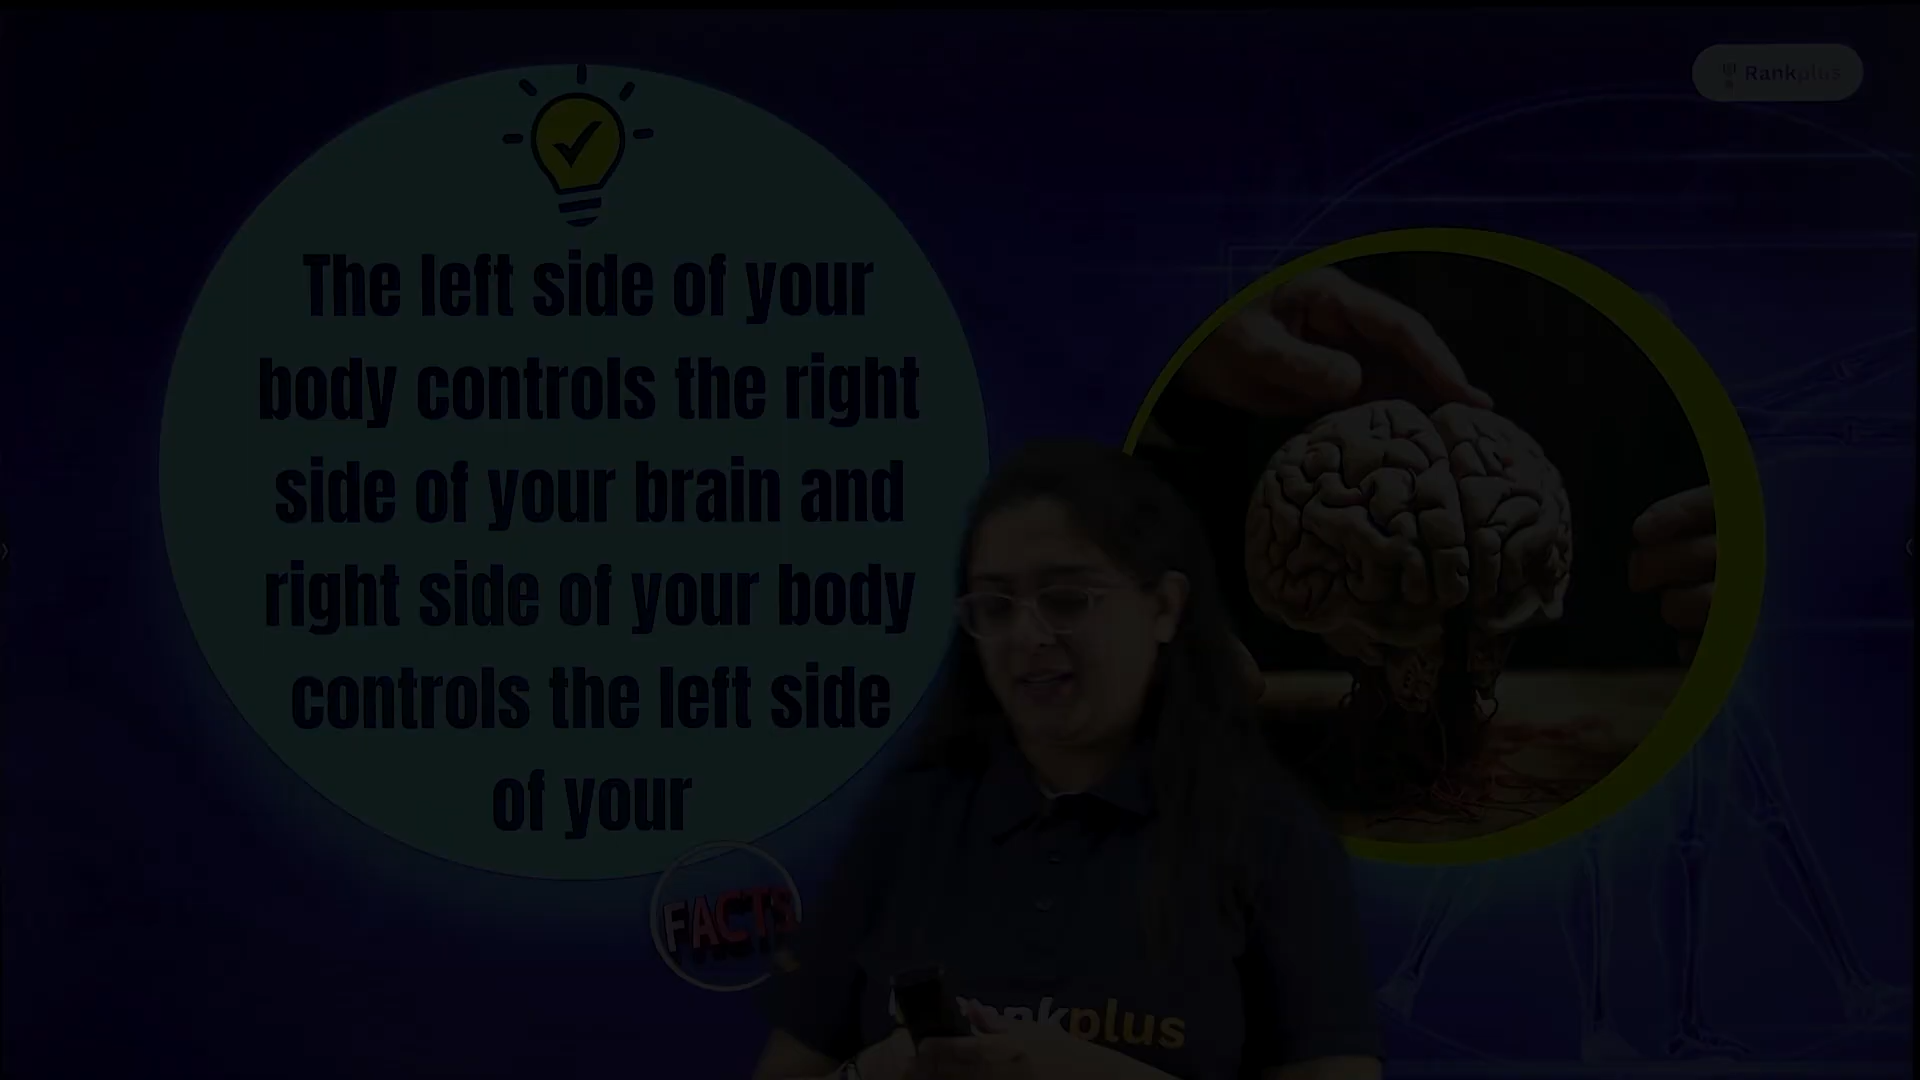 Rankplus
The left side of your
body controls the right
side of your brain and
right side of your body
controls the left side
of your
FACTS
nkplus